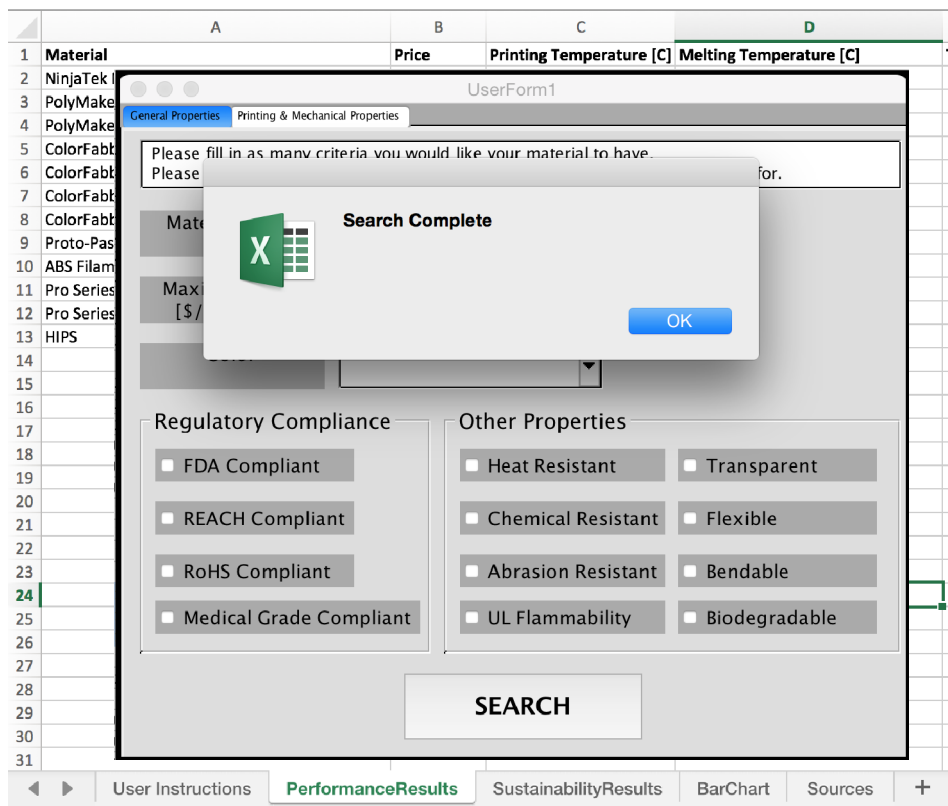 A B C D
1 Material Price Printing Temperature [C] Melting Temperature [C]
2 NinjaTek
3 PolyMake
4 PolyMake
5 ColorFabb
6 ColorFabb
7 ColorFabb
8 ColorFabb
9 Proto-Pas
10 ABS Filam
11 Pro Series
12 Pro Series
13 HIPS
14
15
16
17
18
19
20
21
22
23
24
25
26
27
28
29
30
31
UserForm1
General Properties Printing & Mechanical Properties
Please fill in as many criteria you would like your material to have.
Please for.
Mate
Maxi
[$/
Search Complete
X
OK
Regulatory Compliance
FDA Compliant
REACH Compliant
RoHS Compliant
Medical Grade Compliant
Other Properties
Heat Resistant Transparent
Chemical Resistant Flexible
Abrasion Resistant Bendable
UL Flammability Biodegradable
SEARCH
User Instructions PerformanceResults SustainabilityResults BarChart Sources +